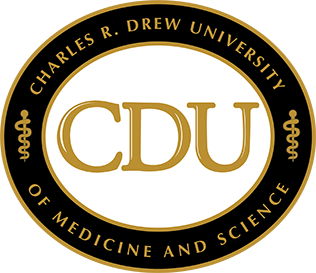 CHARLES R. DREW UNIVERSITY
CDU
OF MEDICINE AND SCIENCE